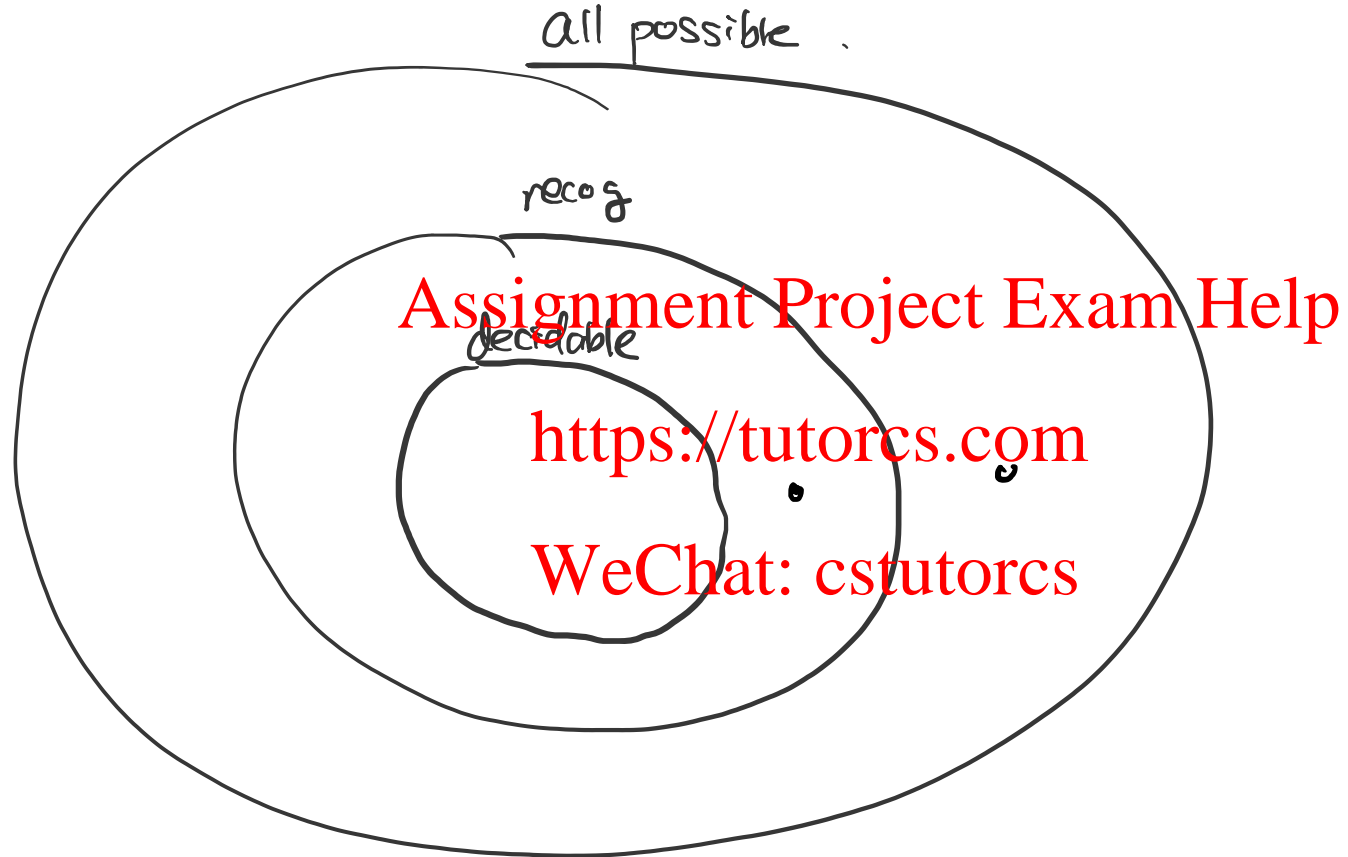 all possible .
recog
Assignment Project Exam Help
decidable
https://tutorcs.com
WeChat: cstutorcs